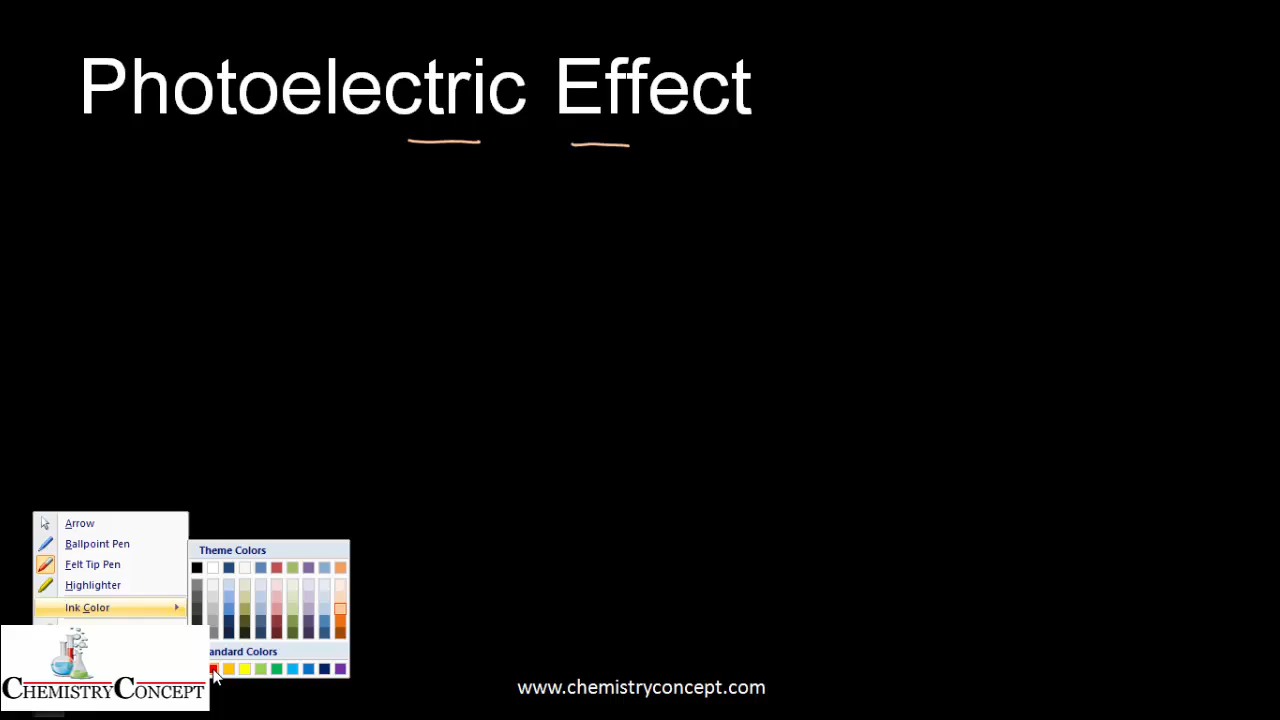 Photoelectric Effect
Arrow
Ballpoint Pen
Felt Tip Pen
Highlighter
Ink Color
Theme Colors
andard Colors
CHEMISTRYCONCEPT
www.chemistryconcept.com